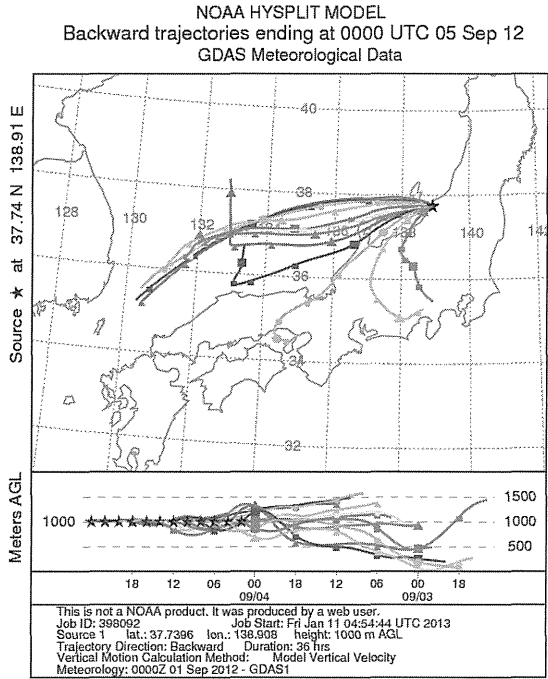 NOAA HYSPLIT MODEL
Backward trajectories ending at 0000 UTC 05 Sep 12
GDAS Meteorological Data
Source ★ at 37.74 N 138.91 E
40
38
128
130
132
134
136
138
140
142
36
34
32
Meters AGL
1500
1000
1000
500
18 12 06 00 18 12 06 00 18
09/04 09/03
This is not a NOAA product. It was produced by a web user.
Job ID: 398092 Job Start: Fri Jan 11 04:54:44 UTC 2013
Source 1 lat.: 37.7396 lon.: 138.908 height: 1000 m AGL
Trajectory Direction: Backward Duration: 36 hrs
Vertical Motion Calculation Method: Model Vertical Velocity
Meteorology: 0000Z 01 Sep 2012 - GDAS1